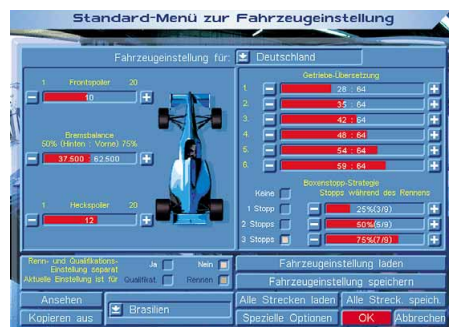 Standard-Menü zur Fahrzeugeinstellung
Fahrzeugeinstellung für: Deutschland
1 Frontspoiler 20
10
Bremsbalance
50% (Hinten : Vorne) 75%
37.500 : 62.500
1 Heckspoiler 20
12
Getriebe-Übersetzung
1. 28 : 64
2. 35 : 64
3. 42 : 64
4. 48 : 64
5. 54 : 64
6. 59 : 64
Boxenstopp-Strategie
Keine Stopps während des Rennens
1 Stopp 25%(3/9)
2 Stopps 50%(5/9)
3 Stopps 75%(7/9)
Renn- und Qualifikations-
Einstellung separat Ja Nein
Aktuelle Einstellung ist für Qualifikat. Rennen
Fahrzeugeinstellung laden
Fahrzeugeinstellung speichern
Ansehen
Kopieren aus
Brasilien
Alle Strecken laden Alle Streck. speich.
Spezielle Optionen OK Abbrechen